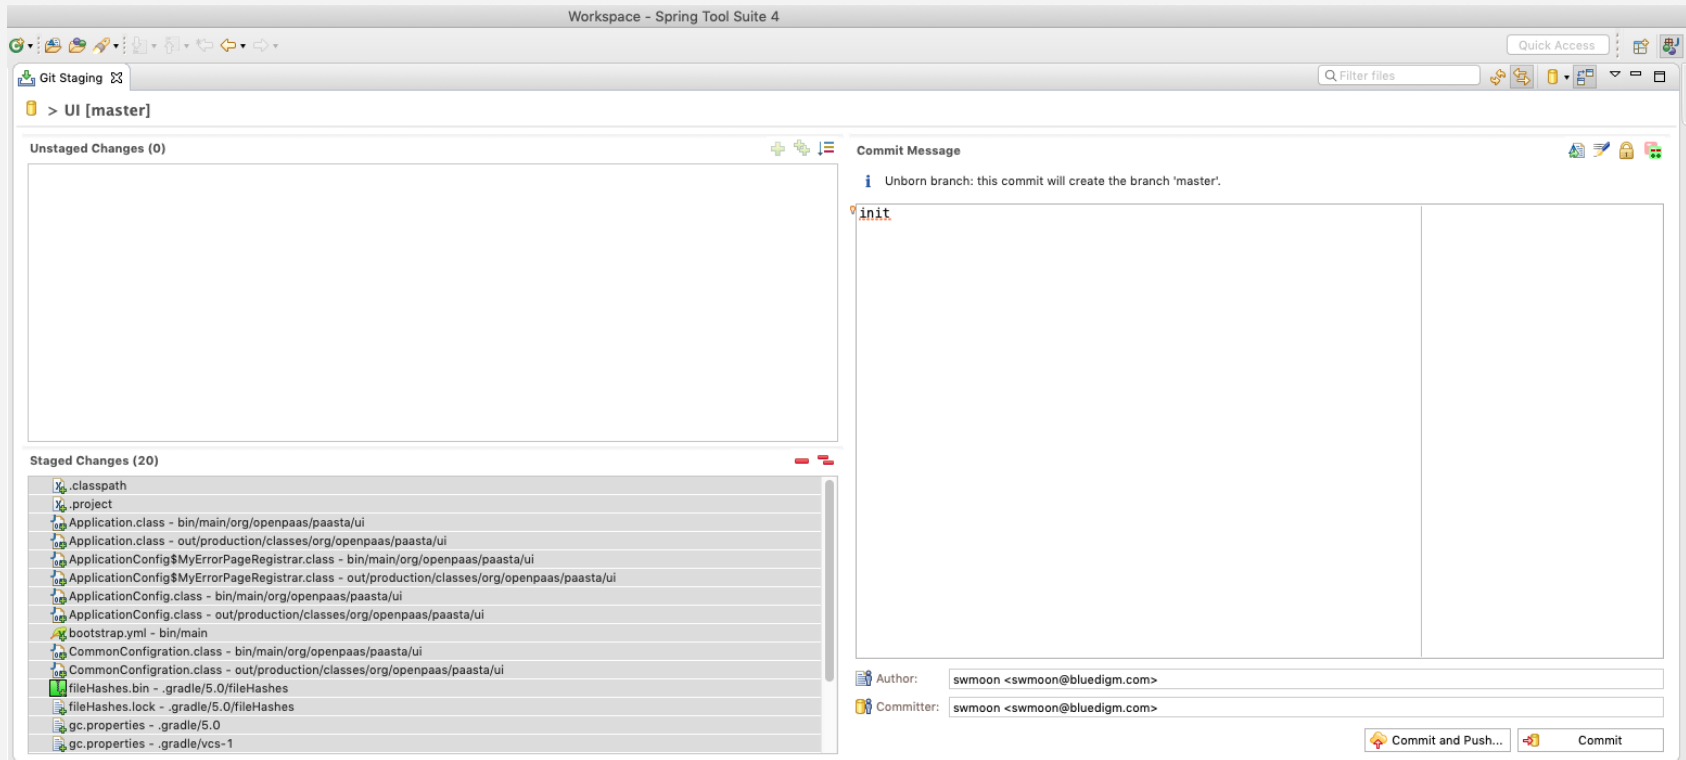 Workspace - Spring Tool Suite 4
Quick Access
Git Staging
Filter files
> UI [master]
Unstaged Changes (0)
Commit Message
Unborn branch: this commit will create the branch 'master'.
init
Staged Changes (20)
.classpath
.project
Application.class - bin/main/org/openpaas/paasta/ui
Application.class - out/production/classes/org/openpaas/paasta/ui
ApplicationConfig$MyErrorPageRegistrar.class - bin/main/org/openpaas/paasta/ui
ApplicationConfig$MyErrorPageRegistrar.class - out/production/classes/org/openpaas/paasta/ui
ApplicationConfig.class - bin/main/org/openpaas/paasta/ui
ApplicationConfig.class - out/production/classes/org/openpaas/paasta/ui
bootstrap.yml - bin/main
CommonConfigration.class - bin/main/org/openpaas/paasta/ui
CommonConfigration.class - out/production/classes/org/openpaas/paasta/ui
fileHashes.bin - .gradle/5.0/fileHashes
fileHashes.lock - .gradle/5.0/fileHashes
gc.properties - .gradle/5.0
gc.properties - .gradle/vcs-1
Author: swmoon <swmoon@bluedigm.com>
Committer: swmoon <swmoon@bluedigm.com>
Commit and Push... Commit